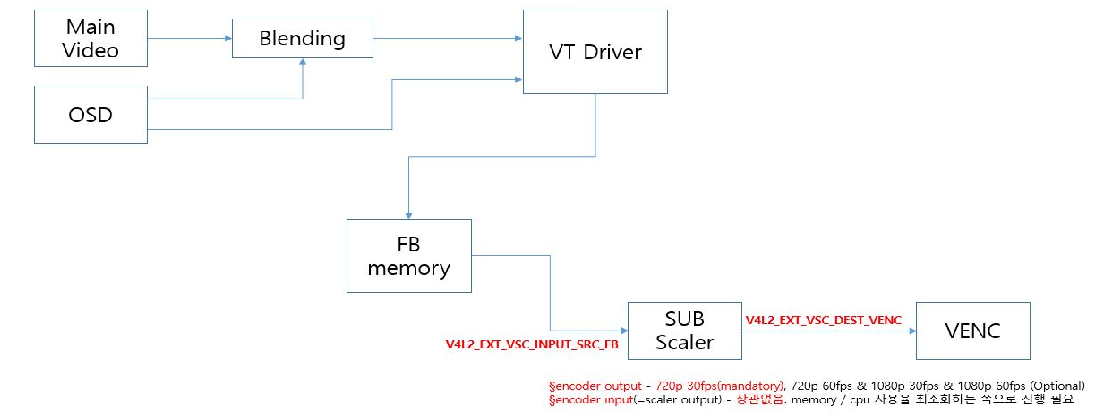 Main
Video
Blending
VT Driver
OSD
FB
memory
SUB
Scaler
V4L2_EXT_VSC_DEST_VENC
VENC
V4L2_EXT_VSC_INPUT_SRC_FB
§encoder output - 720p 30fps(mandatory), 720p 60fps & 1080p 30fps & 1080p 60fps (Optional)
§encoder input(=scaler output) - 상관없음. memory / cpu 사용을 최소화하는 쪽으로 진행 필요